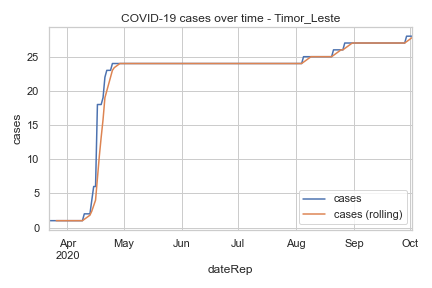 COVID-19 cases over time - Timor_Leste
cases
25
20
15
10
5
0
Apr May Jun Jul Aug Sep Oct
2020
dateRep
cases
cases (rolling)